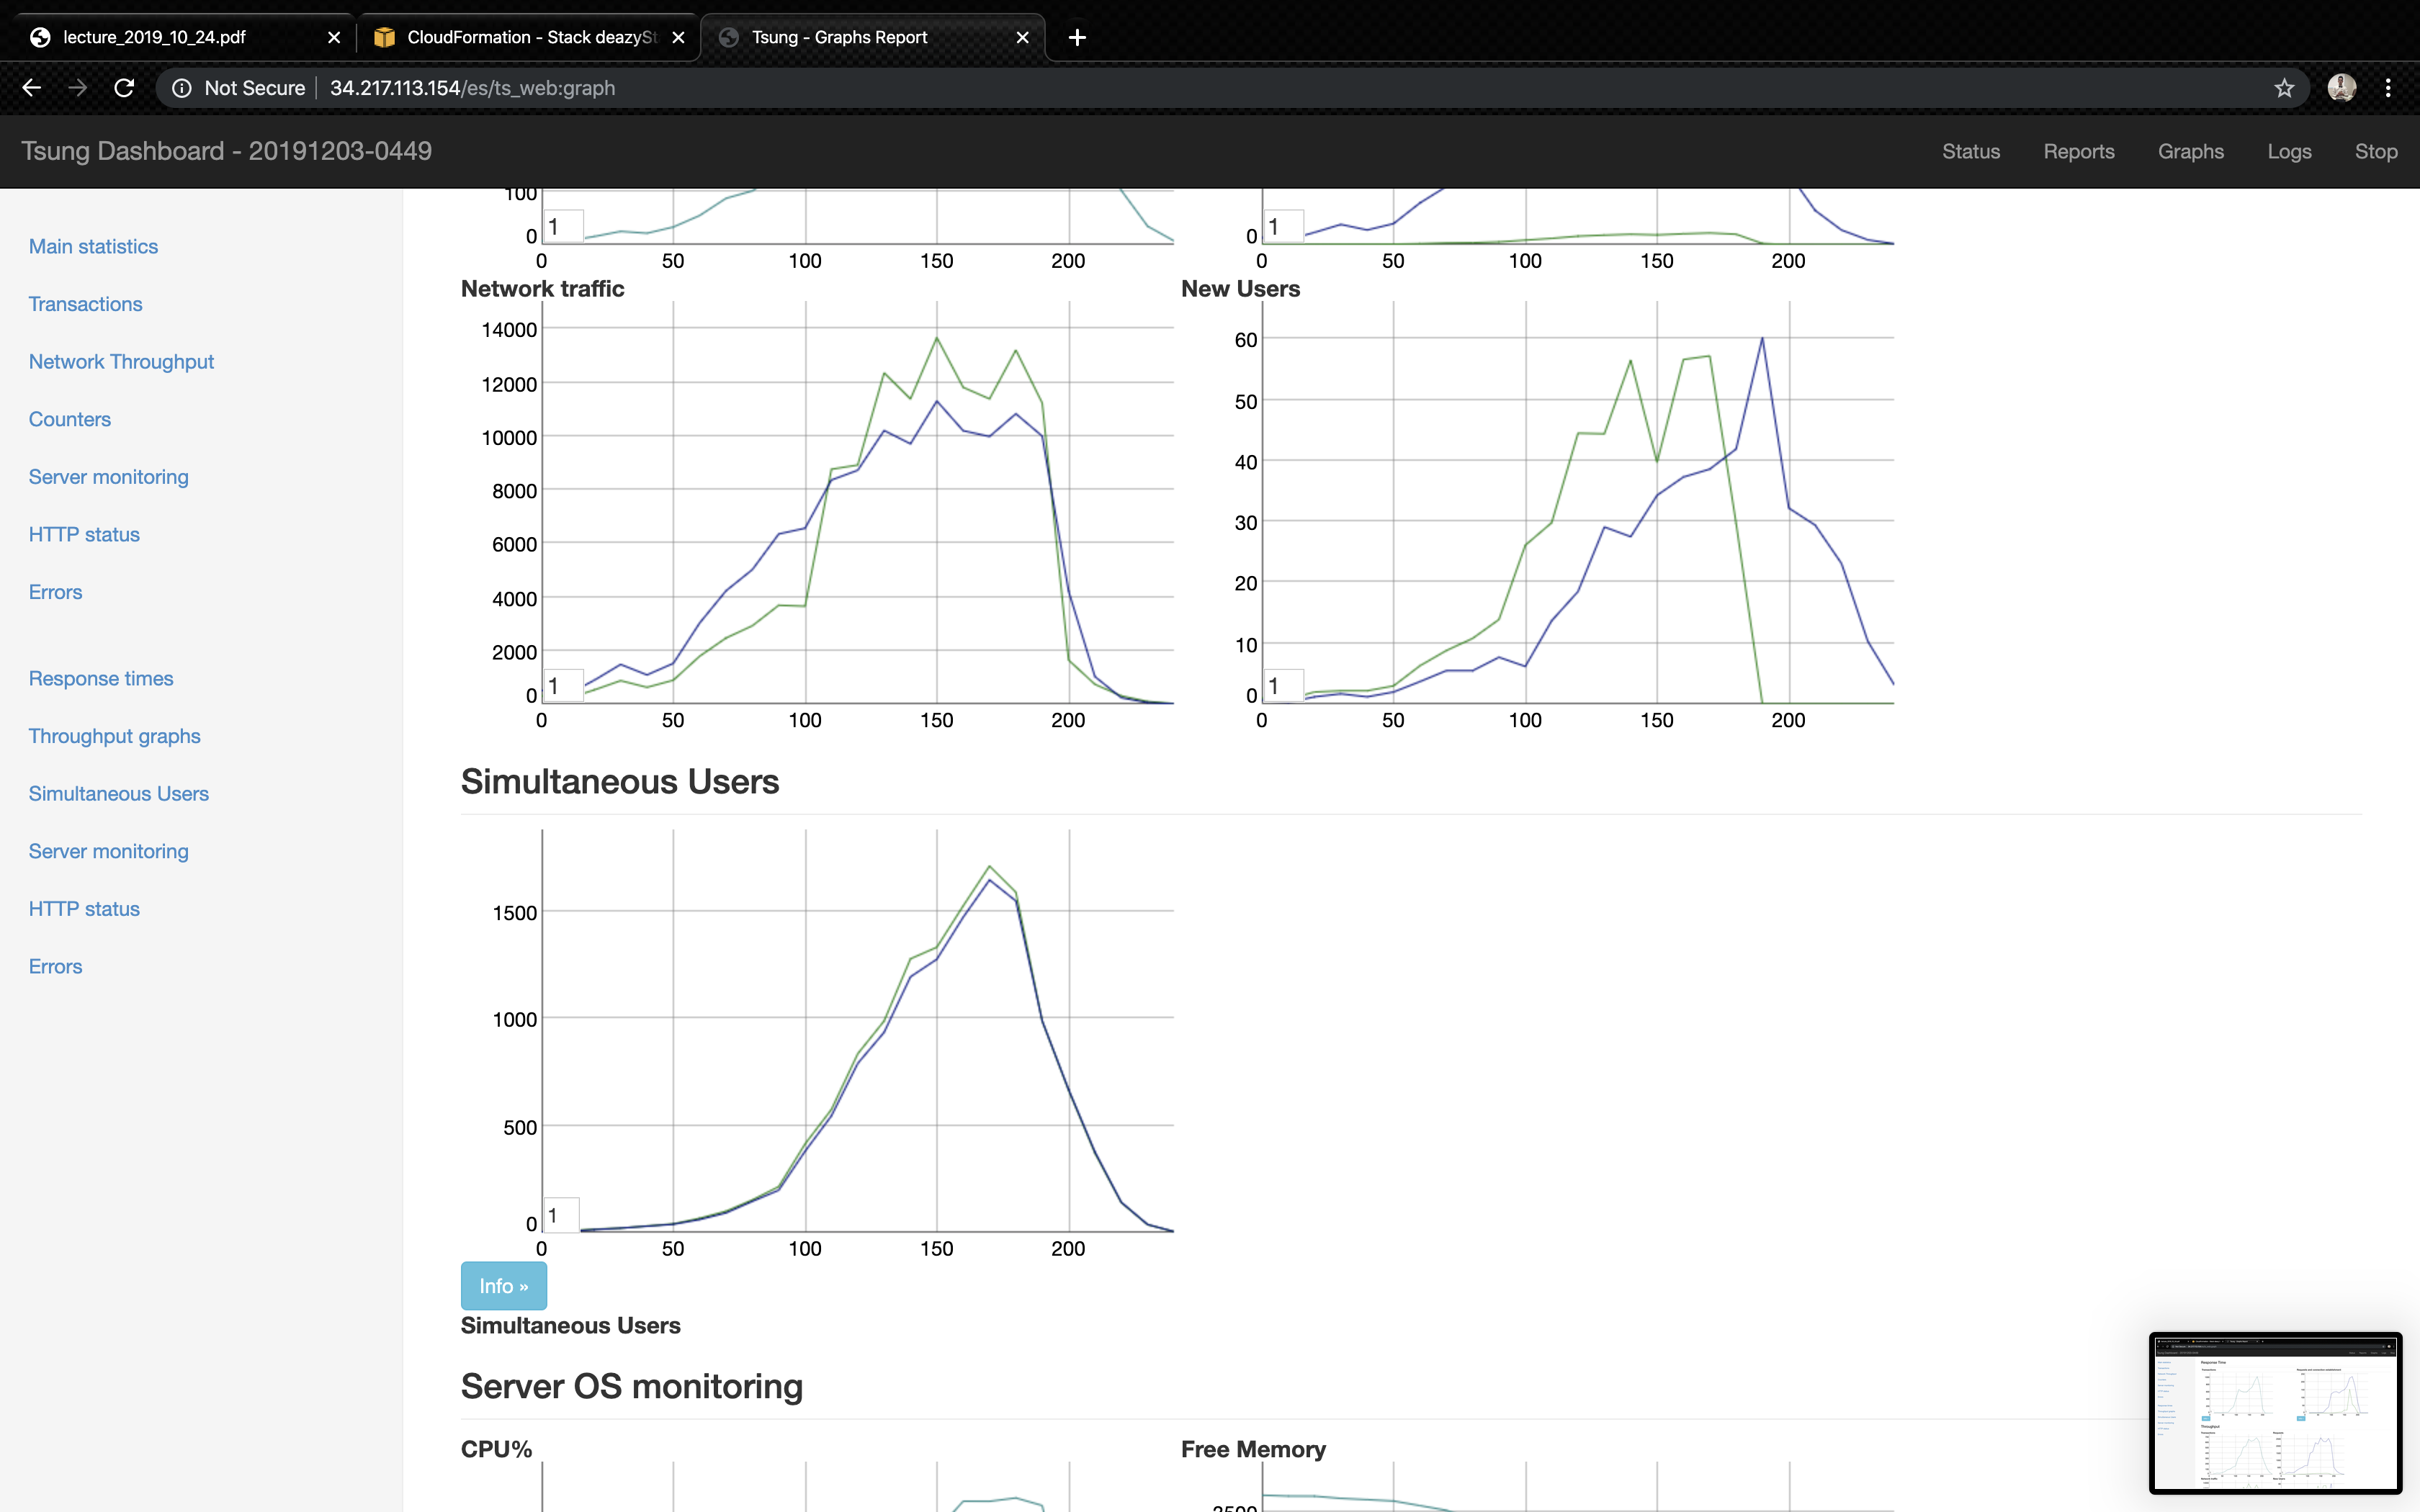 lecture_2019_10_24.pdf
CloudFormation - Stack deazySt
Tsung - Graphs Report
Not Secure
34.217.113.154/es/ts_web:graph
Tsung Dashboard - 20191203-0449
Status
Reports
Graphs
Logs
Stop
Main statistics
Transactions
Network Throughput
Counters
Server monitoring
HTTP status
Errors
Response times
Throughput graphs
Simultaneous Users
Server monitoring
HTTP status
Errors
100
0
1
0 50 100 150 200
0
1
0 50 100 150 200
Network traffic
14000
12000
10000
8000
6000
4000
2000
0
1
0 50 100 150 200
New Users
60
50
40
30
20
10
0
1
0 50 100 150 200
Simultaneous Users
1500
1000
500
0
1
0 50 100 150 200
Info »
Simultaneous Users
Server OS monitoring
CPU%
Free Memory
3500